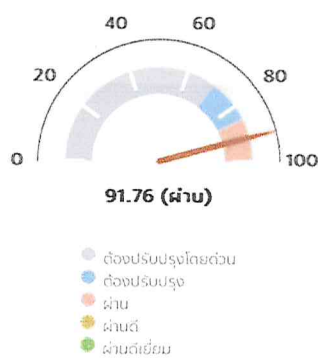 40
60
20
80
0
100
91.76 (ผ่าน)
ต้องปรับปรุงโดยด่วน
ต้องปรับปรุง
ผ่าน
ผ่านดี
ผ่านดีเยี่ยม